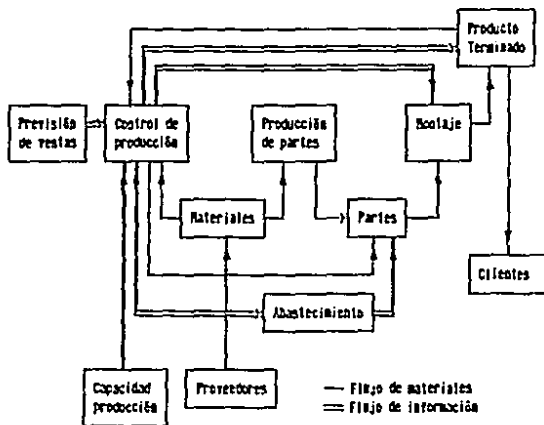 Producto
Terminado
Previsión
de ventas
Control de
producción
Producción
de partes
Montaje
Materiales
Partes
Clientes
Abastecimiento
Capacidad
producción
Proveedores
Flujo de materiales
Flujo de información